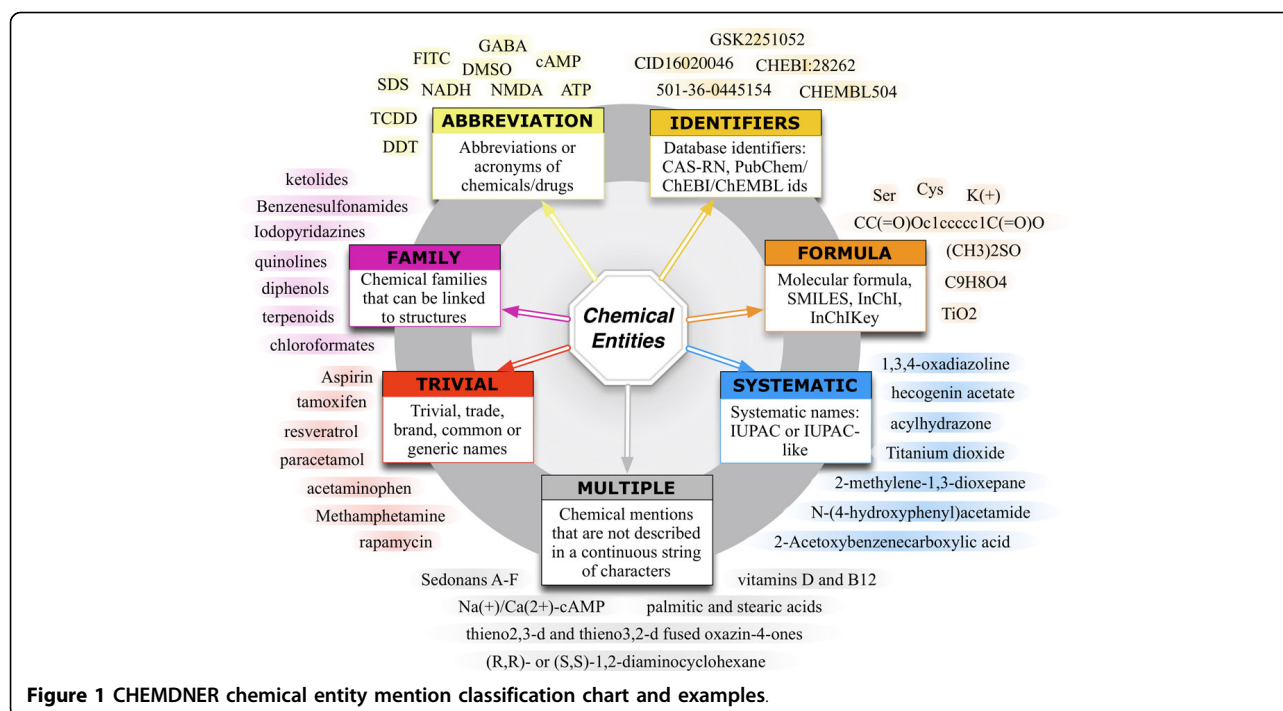 GSK2251052
GABA
FITC
DMSO
cAMP
CID16020046
CHEBI:28262
SDS
NADH
NMDA
ATP
501-36-0445154
CHEMBL504
TCDD
DDT
ABBREVIATION
Abbreviations or
acronyms of
chemicals/drugs
IDENTIFIERS
Database identifiers:
CAS-RN, PubChem/
ChEBI/ChEMBL ids
ketolides
Benzenesulfonamides
Iodopyridazines
quinolines
diphenols
terpenoids
chloroformates
FAMILY
Chemical families
that can be linked
to structures
Ser
Cys
K(+)
CC(=O)Oc1ccccc1C(=O)O
(CH3)2SO
C9H8O4
TiO2
FORMULA
Molecular formula,
SMILES, InChI,
InChIKey
Chemical
Entities
Aspirin
tamoxifen
resveratrol
paracetamol
acetaminophen
Methamphetamine
rapamycin
TRIVIAL
Trivial, trade,
brand, common or
generic names
SYSTEMATIC
Systematic names:
IUPAC or IUPAC-
like
1,3,4-oxadiazoline
hecogenin acetate
acylhydrazone
Titanium dioxide
2-methylene-1,3-dioxepane
N-(4-hydroxyphenyl)acetamide
2-Acetoxybenzenecarboxylic acid
MULTIPLE
Chemical mentions
that are not described
in a continuous string
of characters
Sedonans A-F
vitamins D and B12
Na(+)/Ca(2+)-cAMP
palmitic and stearic acids
thieno2,3-d and thieno3,2-d fused oxazin-4-ones
(R,R)- or (S,S)-1,2-diaminocyclohexane
Figure 1 CHEMDNER chemical entity mention classification chart and examples.